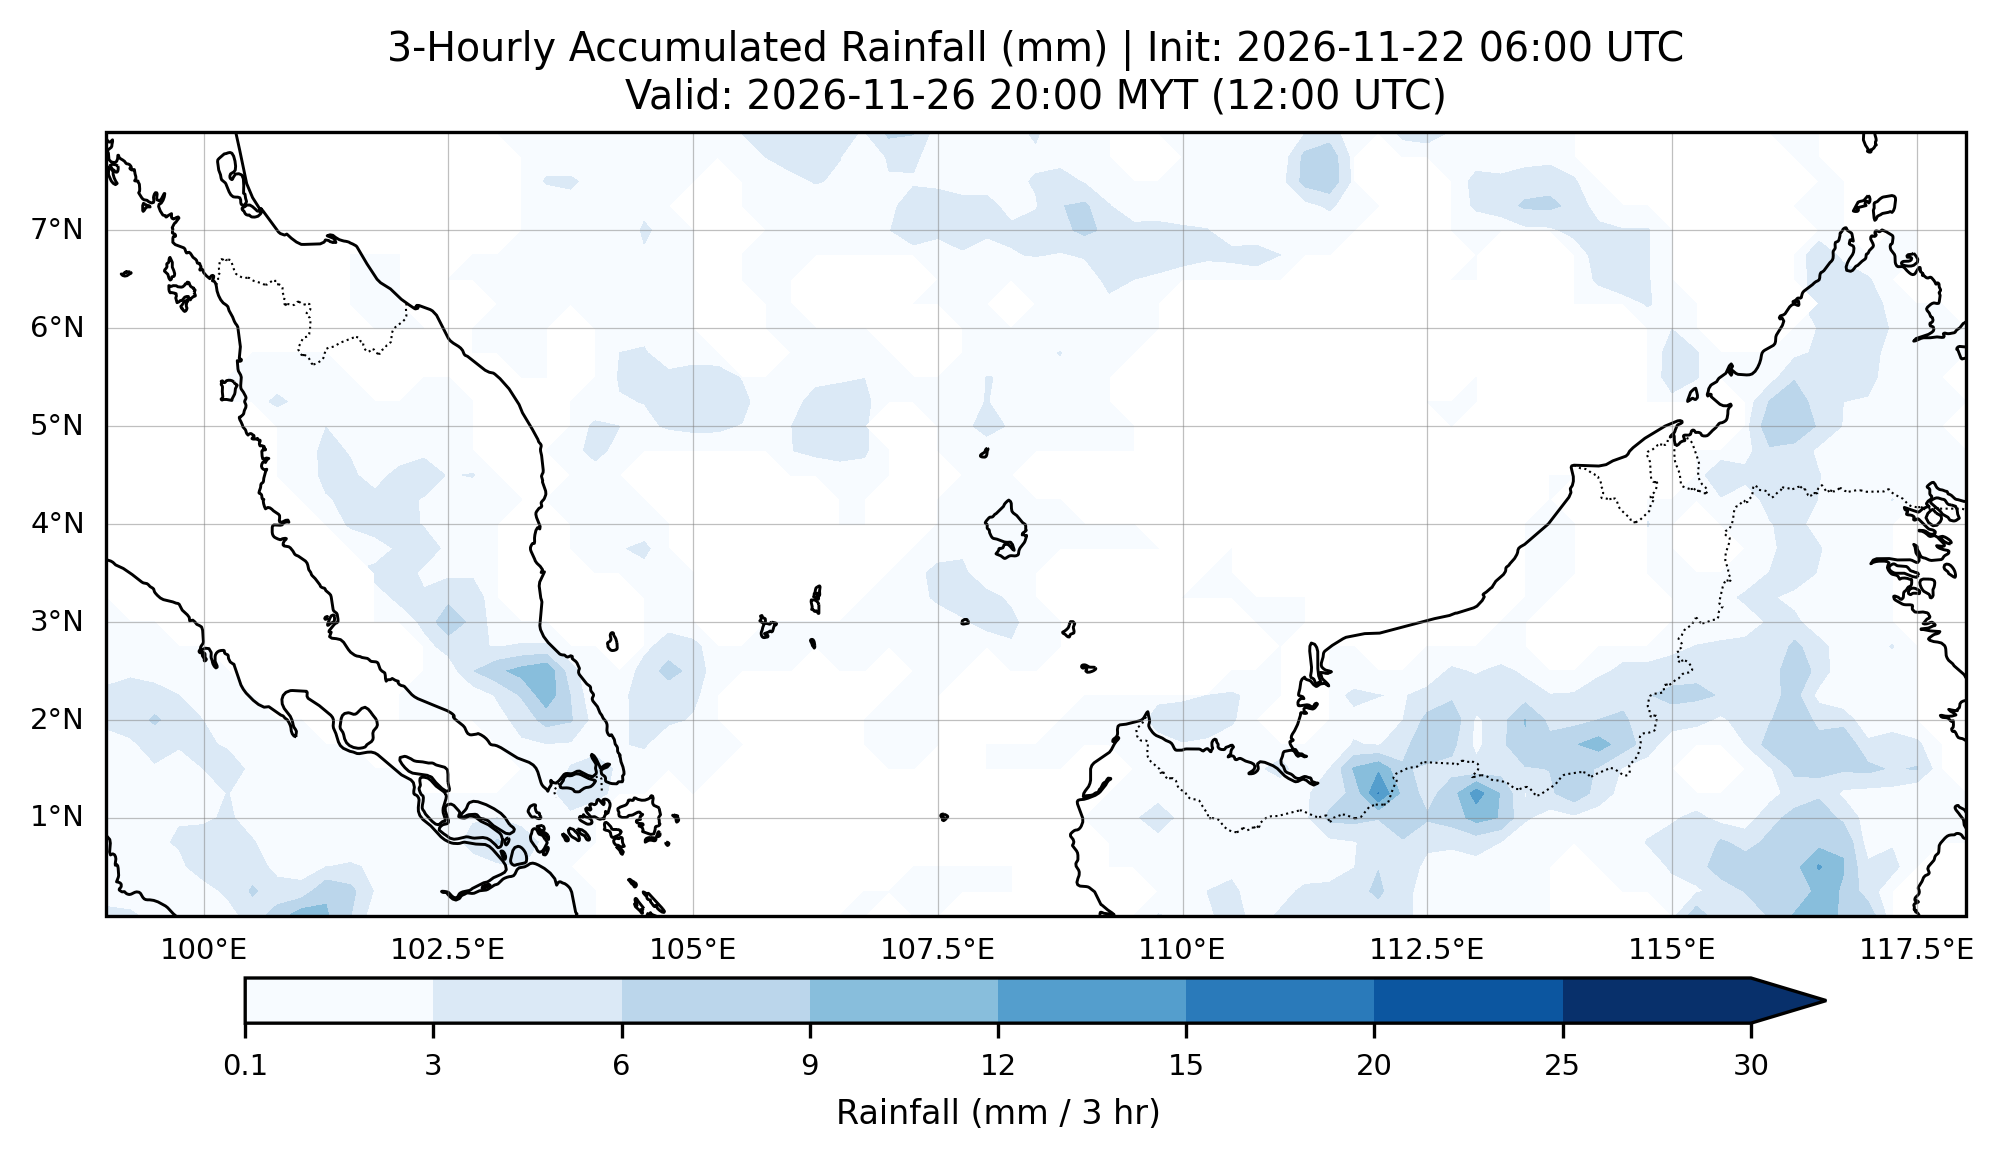 3-Hourly Accumulated Rainfall (mm) | Init: 2026-11-22 06:00 UTC
Valid: 2026-11-26 20:00 MYT (12:00 UTC)
7°N
6°N
5°N
4°N
3°N
2°N
1°N
100°E 102.5°E 105°E 107.5°E 110°E 112.5°E 115°E 117.5°E
0.1 3 6 9 12 15 20 25 30
Rainfall (mm / 3 hr)